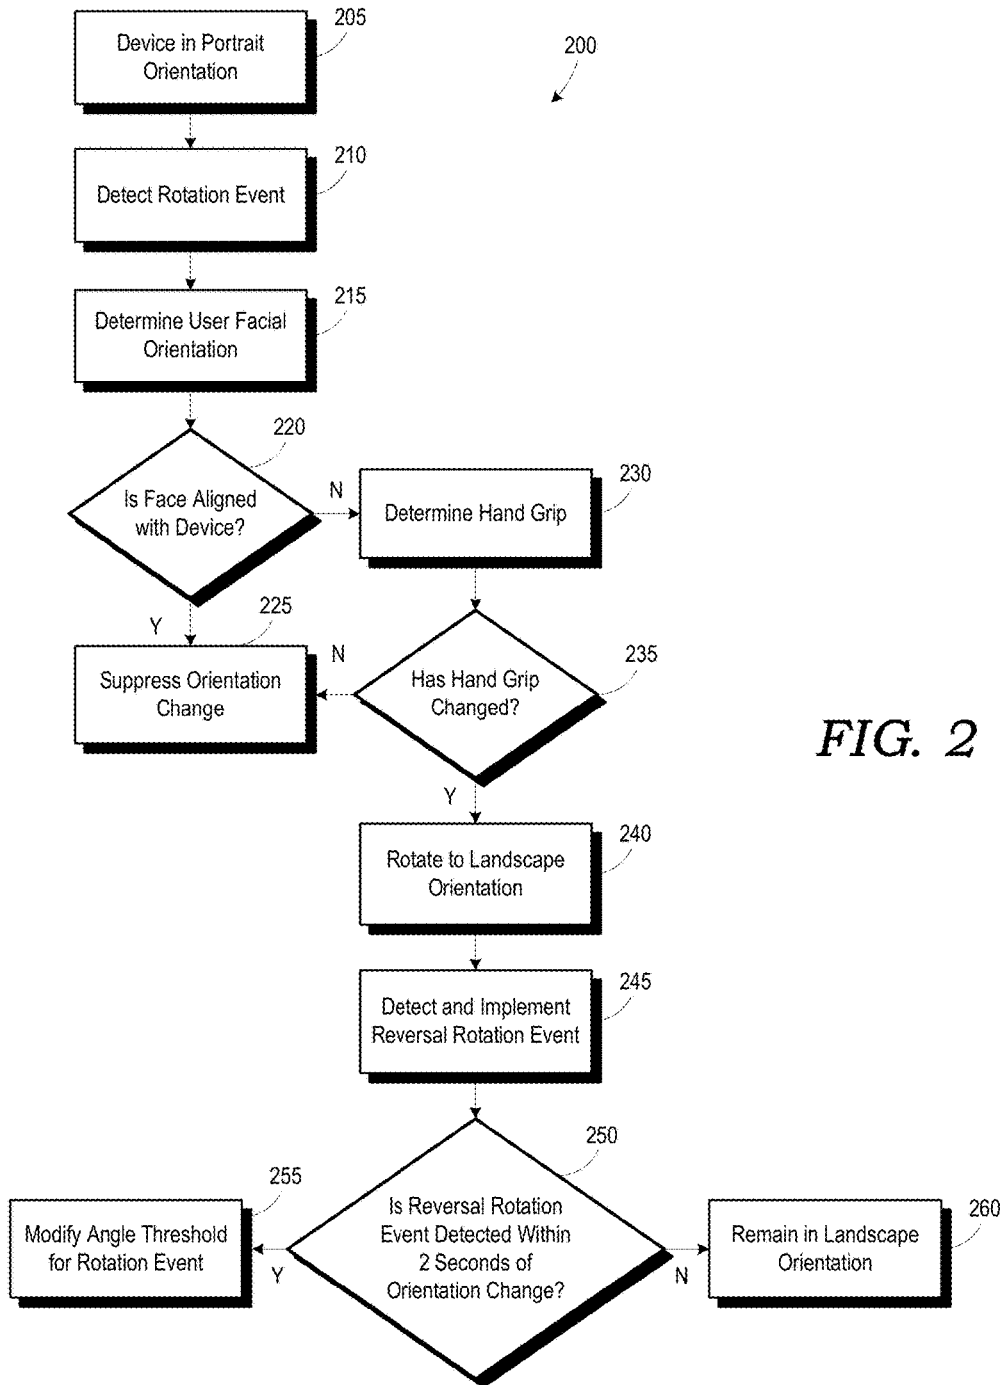 205
Device in Portrait
Orientation
200
210
Detect Rotation Event
215
Determine User Facial
Orientation
220
Is Face Aligned
with Device?
N
230
Determine Hand Grip
Y
225
Suppress Orientation
Change
N
235
Has Hand Grip
Changed?
FIG. 2
Y
240
Rotate to Landscape
Orientation
245
Detect and Implement
Reversal Rotation Event
250
Is Reversal Rotation
Event Detected Within
2 Seconds of
Orientation Change?
255
Modify Angle Threshold
for Rotation Event
Y
N
260
Remain in Landscape
Orientation